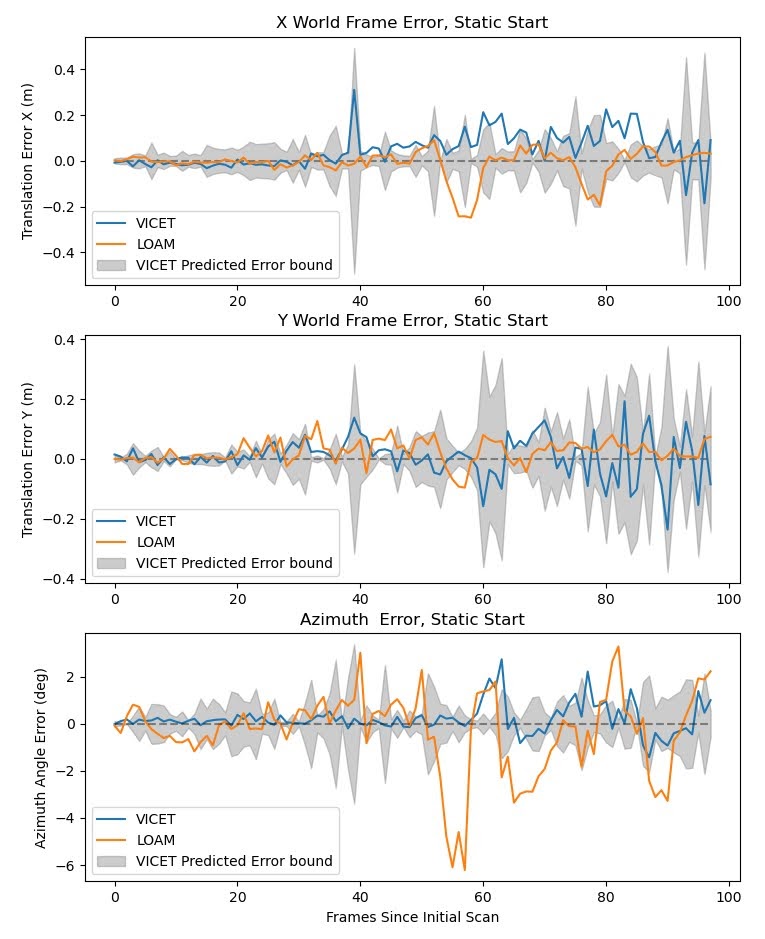 X World Frame Error, Static Start
Translation Error X (m)
0.4
0.2
0.0
−0.2
−0.4
VICET
LOAM
VICET Predicted Error bound
0 20 40 60 80 100
Y World Frame Error, Static Start
Translation Error Y (m)
0.4
0.2
0.0
−0.2
−0.4
VICET
LOAM
VICET Predicted Error bound
0 20 40 60 80 100
Azimuth  Error, Static Start
Azimuth Angle Error (deg)
2
0
−2
−4
−6
VICET
LOAM
VICET Predicted Error bound
0 20 40 60 80 100
Frames Since Initial Scan